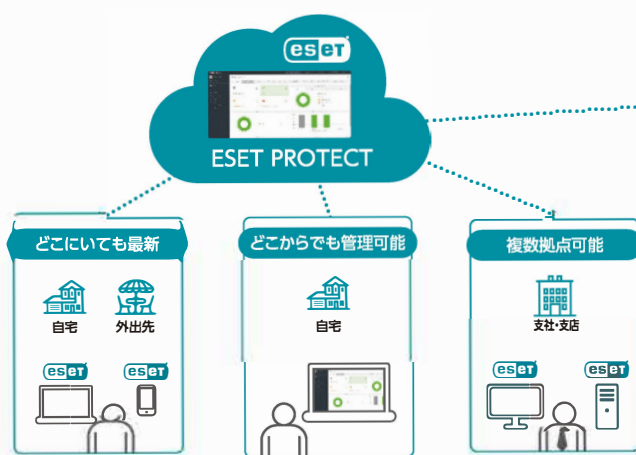 eset
ESET PROTECT
どこにいても最新
どこからでも管理可能
複数拠点可能
自宅
外出先
自宅
支社・支店
eset
eset
eset
eset